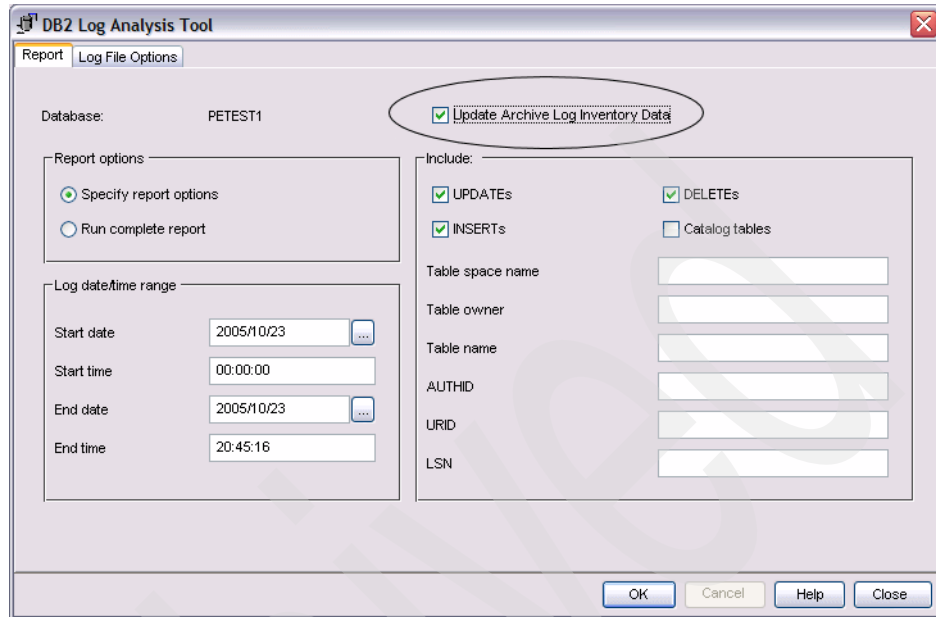 DB2 Log Analysis Tool
Report Log File Options
Database: PETEST1 Update Archive Log Inventory Data
Report options
Specify report options
Run complete report
Log date/time range
Start date 2005/10/23 ...
Start time 00:00:00
End date 2005/10/23 ...
End time 20:45:16
Include:
UPDATEs DELETEs
INSERTs Catalog tables
Table space name
Table owner
Table name
AUTHID
URID
LSN
OK Cancel Help Close